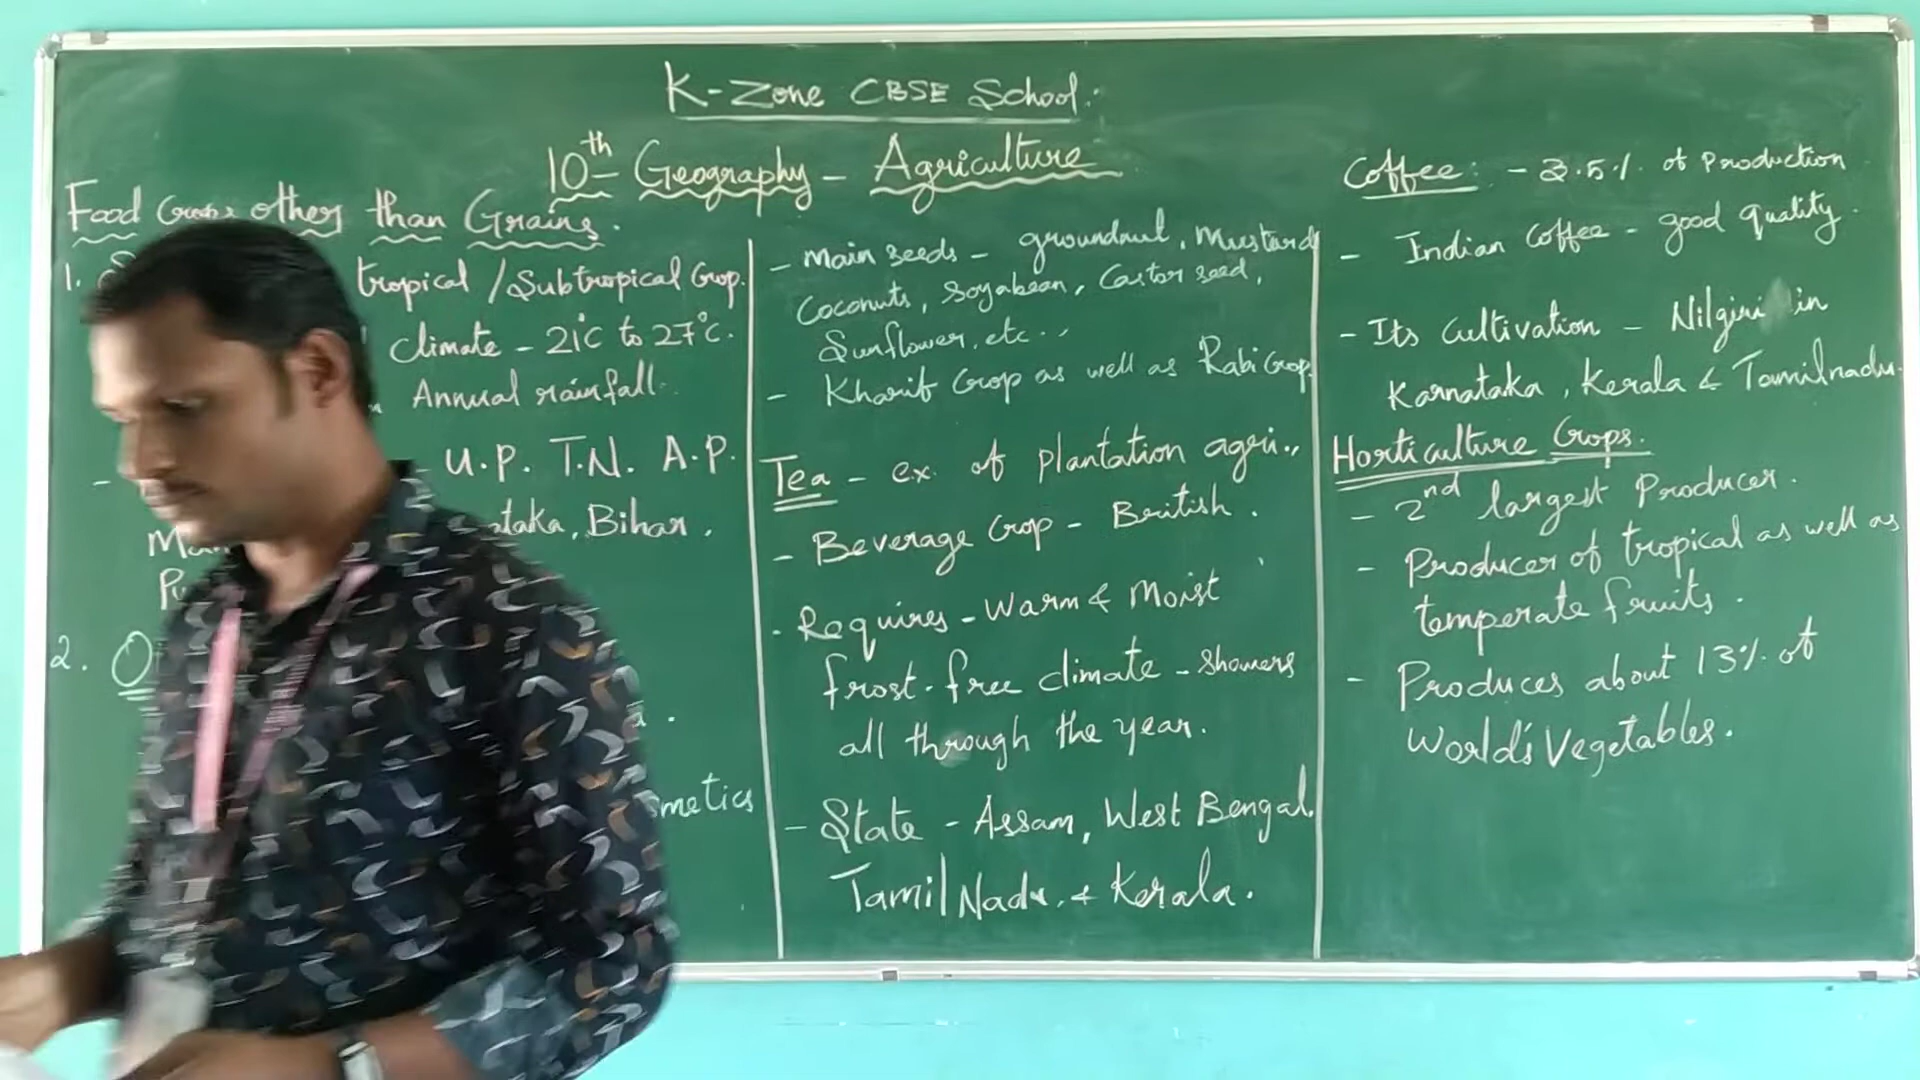 K-Zone CBSE School.
10th Geography - Agriculture
Food Crops other than Grains.
1. tropical / Subtropical Crop.
climate - 21°c to 27°c.
Annual rainfall.
- U.P. T.N. A.P.
Bihar.
2.
- Main seeds - groundnut, Mustard
Coconuts, Soyabean, Castor seed,
Sunflower, etc...
- Kharif Crop as well as Rabi Crop.
Tea - ex. of plantation agri..
- Beverage Crop - British.
- Requires - Warm & Moist
frost-free climate - showers
all through the year.
- State - Assam, West Bengal,
Tamil Nadu, & Kerala.
Coffee: - 3.5% of Production
- Indian Coffee - good quality.
- Its Cultivation - Nilgiri in
Karnataka, Kerala & Tamilnadu.
Horticulture Crops.
- 2nd largest Producer.
- Producer of tropical as well as
temperate fruits.
- Produces about 13% of
World's Vegetables.